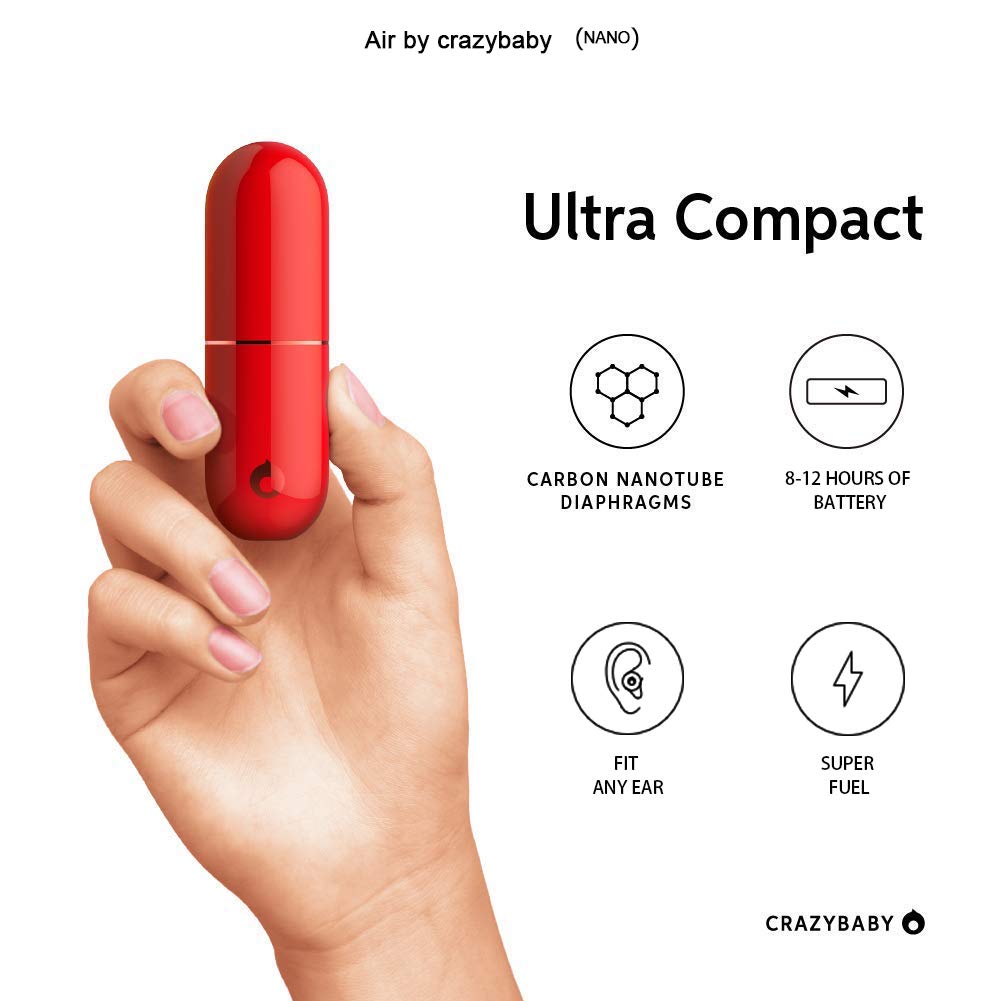 Air by crazybaby (NANO)
Ultra Compact
CARBON NANOTUBE
DIAPHRAGMS
8-12 HOURS OF
BATTERY
FIT
ANY EAR
SUPER
FUEL
CRAZYBABY